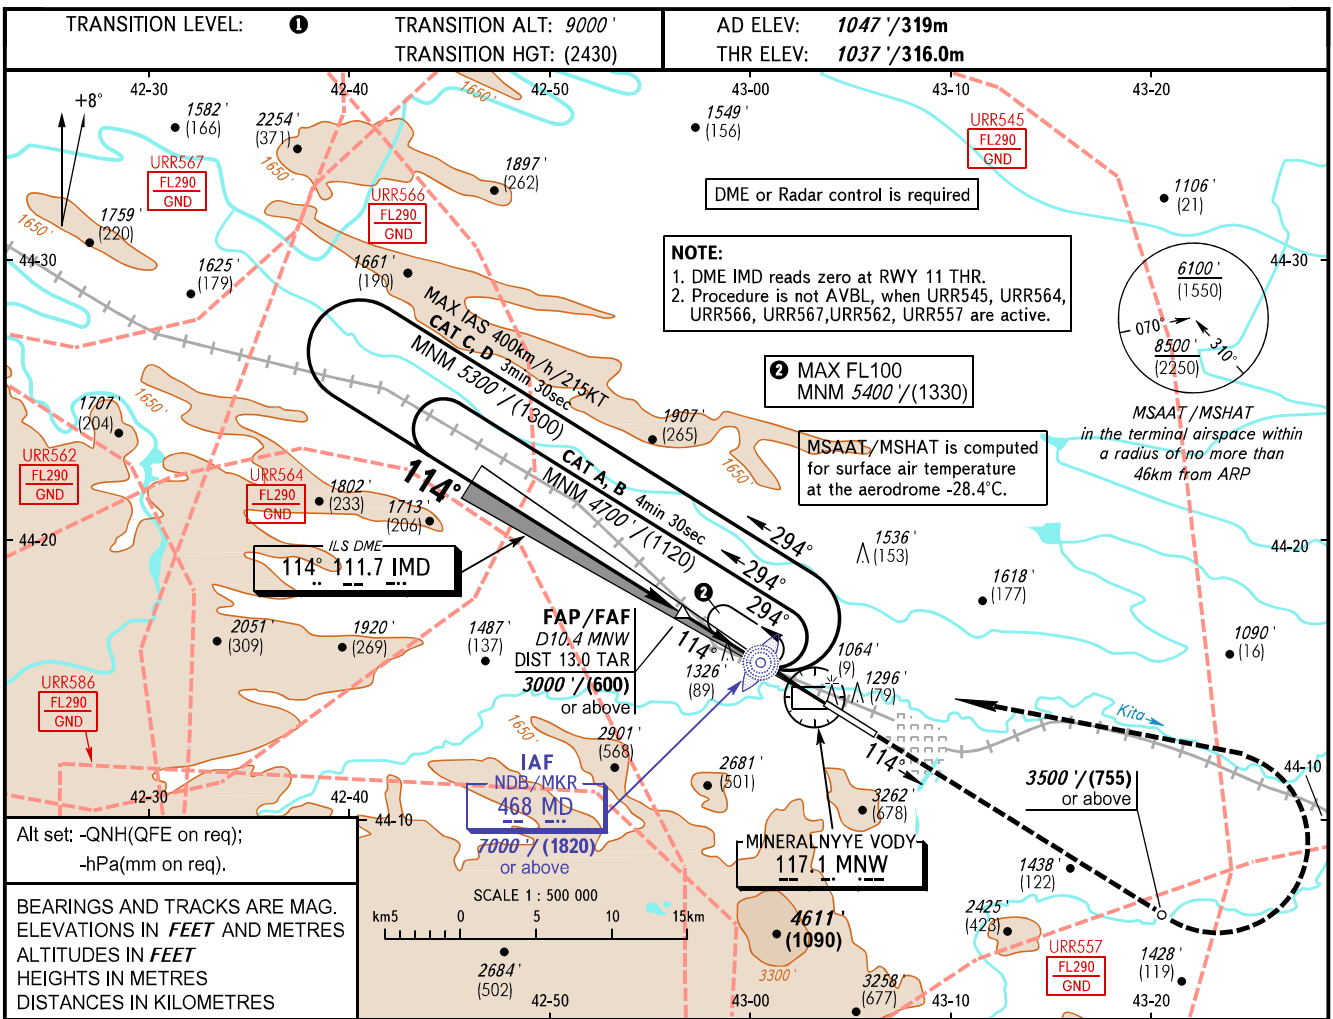 TRANSITION LEVEL: ❶ TRANSITION ALT: 9000'
TRANSITION HGT: (2430)
AD ELEV: 1047'/319m
THR ELEV: 1037'/316.0m
42-30
42-40
42-50
43-00
43-10
43-20
+8°
1582'
(166)
2254'
(371)
1650'
1650'
1897'
(262)
1549'
(156)
URR545
FL290
GND
URR567
FL290
GND
URR566
FL290
GND
DME or Radar control is required
1106'
(21)
1650'
1759'
(220)
44-30
1625'
(179)
1661'
(190)
NOTE:
1. DME IMD reads zero at RWY 11 THR.
2. Procedure is not AVBL, when URR545, URR564,
URR566, URR567,URR562, URR557 are active.
44-30
6100'
(1550)
070°
310°
8500'
(2250)
MSAAT/MSHAT
in the terminal airspace within
a radius of no more than
46km from ARP
MAX IAS 400km/h/215KT
CAT C, D 3min 30sec
MNM 5300'/(1300)
❷ MAX FL100
MNM 5400'/(1330)
MSAAT/MSHAT is computed
for surface air temperature
at the aerodrome -28.4°C.
1650'
1707'
(204)
1907'
(265)
1650'
URR562
FL290
GND
URR564
FL290
GND
1802'
(233)
1713'
(206)
114°
CAT A, B 4min 30sec
MNM 4700'/(1120)
294°
294°
294°
44-20
44-20
1536'
(153)
ILS DME
114° 111.7 IMD
1618'
(177)
❷
FAP/FAF
D10.4 MNW
DIST 13.0 TAR
3000'/(600)
or above
114°
2051'
(309)
1920'
(269)
1487'
(137)
1326'
(89)
1064'
(9)
1296'
(79)
1090'
(16)
URR586
FL290
GND
Kita
1650'
2901'
(568)
114°
2681'
(501)
3262'
(678)
3500'/(755)
or above
44-10
IAF
NDB/MKR
468 MD
7000'/(1820)
or above
42-30
42-40
44-10
MINERALNYYE VODY
117.1 MNW
Alt set: -QNH(QFE on req);
-hPa(mm on req).
SCALE 1 : 500 000
km5 0 5 10 15km
1438'
(122)
BEARINGS AND TRACKS ARE MAG.
ELEVATIONS IN FEET AND METRES
ALTITUDES IN FEET
HEIGHTS IN METRES
DISTANCES IN KILOMETRES
4611'
(1090)
3300'
2425'
(423)
2684'
(502)
3258'
(677)
URR557
FL290
GND
1428'
(119)
42-50
43-00
43-10
43-20